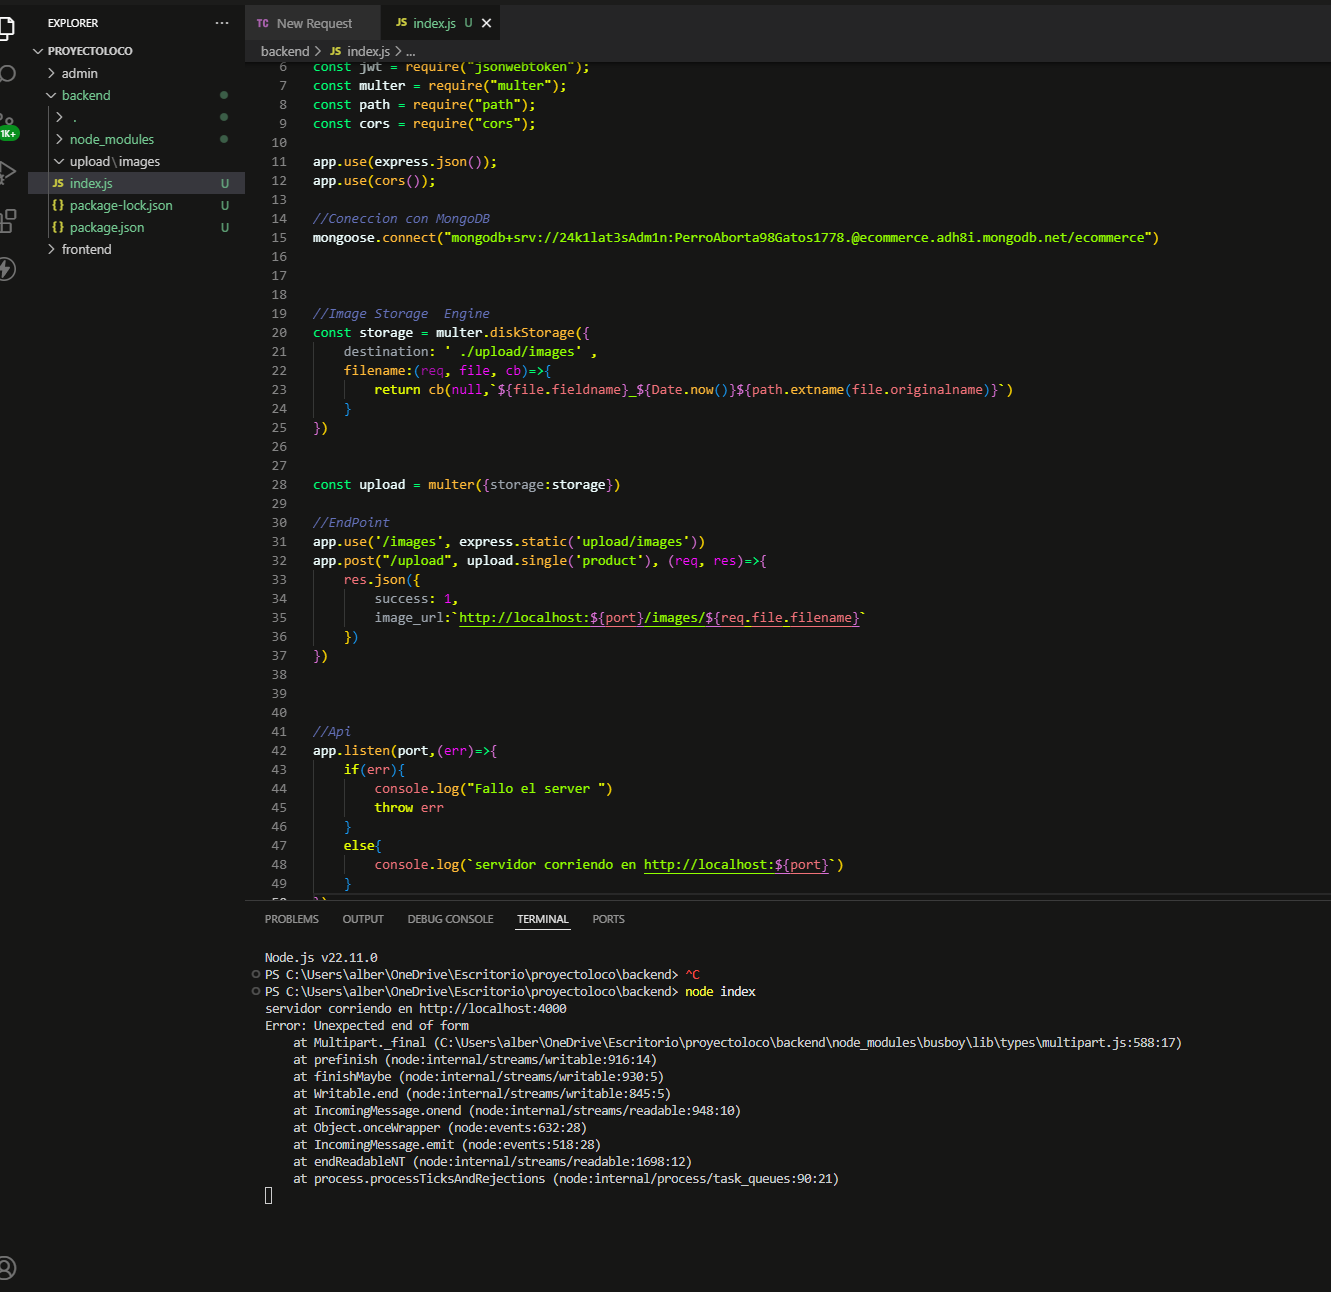 EXPLORER
···
PROYECTOLOCO
admin
backend
.
node_modules
upload\images
JS index.js U
{} package-lock.json U
{} package.json U
frontend
1K+
TC New Request
JS index.js U
backend > JS index.js > ...
6 const jwt = require("jsonwebtoken");
7 const multer = require("multer");
8 const path = require("path");
9 const cors = require("cors");
10
11 app.use(express.json());
12 app.use(cors());
13
14 //Coneccion con MongoDB
15 mongoose.connect("mongodb+srv://24k1lat3sAdm1n:PerroAborta98Gatos1778.@ecommerce.adh8i.mongodb.net/ecommerce")
16
17
18
19 //Image Storage  Engine
20 const storage = multer.diskStorage({
21     destination: ' ./upload/images' ,
22     filename:(req, file, cb)=>{
23         return cb(null,`${file.fieldname}_${Date.now()}${path.extname(file.originalname)}`)
24     }
25 })
26
27
28 const upload = multer({storage:storage})
29
30 //EndPoint
31 app.use('/images', express.static('upload/images'))
32 app.post("/upload", upload.single('product'), (req, res)=>{
33     res.json({
34         success: 1,
35         image_url:`http://localhost:${port}/images/${req.file.filename}`
36     })
37 })
38
39
40
41 //Api
42 app.listen(port,(err)=>{
43     if(err){
44         console.log("Fallo el server ")
45         throw err
46     }
47     else{
48         console.log(`servidor corriendo en http://localhost:${port}`)
49     }
PROBLEMS OUTPUT DEBUG CONSOLE TERMINAL PORTS
Node.js v22.11.0
PS C:\Users\alber\OneDrive\Escritorio\proyectoloco\backend> ^C
PS C:\Users\alber\OneDrive\Escritorio\proyectoloco\backend> node index
servidor corriendo en http://localhost:4000
Error: Unexpected end of form
    at Multipart._final (C:\Users\alber\OneDrive\Escritorio\proyectoloco\backend\node_modules\busboy\lib\types\multipart.js:588:17)
    at prefinish (node:internal/streams/writable:916:14)
    at finishMaybe (node:internal/streams/writable:930:5)
    at Writable.end (node:internal/streams/writable:845:5)
    at IncomingMessage.onend (node:internal/streams/readable:948:10)
    at Object.onceWrapper (node:events:632:28)
    at IncomingMessage.emit (node:events:518:28)
    at endReadableNT (node:internal/streams/readable:1698:12)
    at process.processTicksAndRejections (node:internal/process/task_queues:90:21)